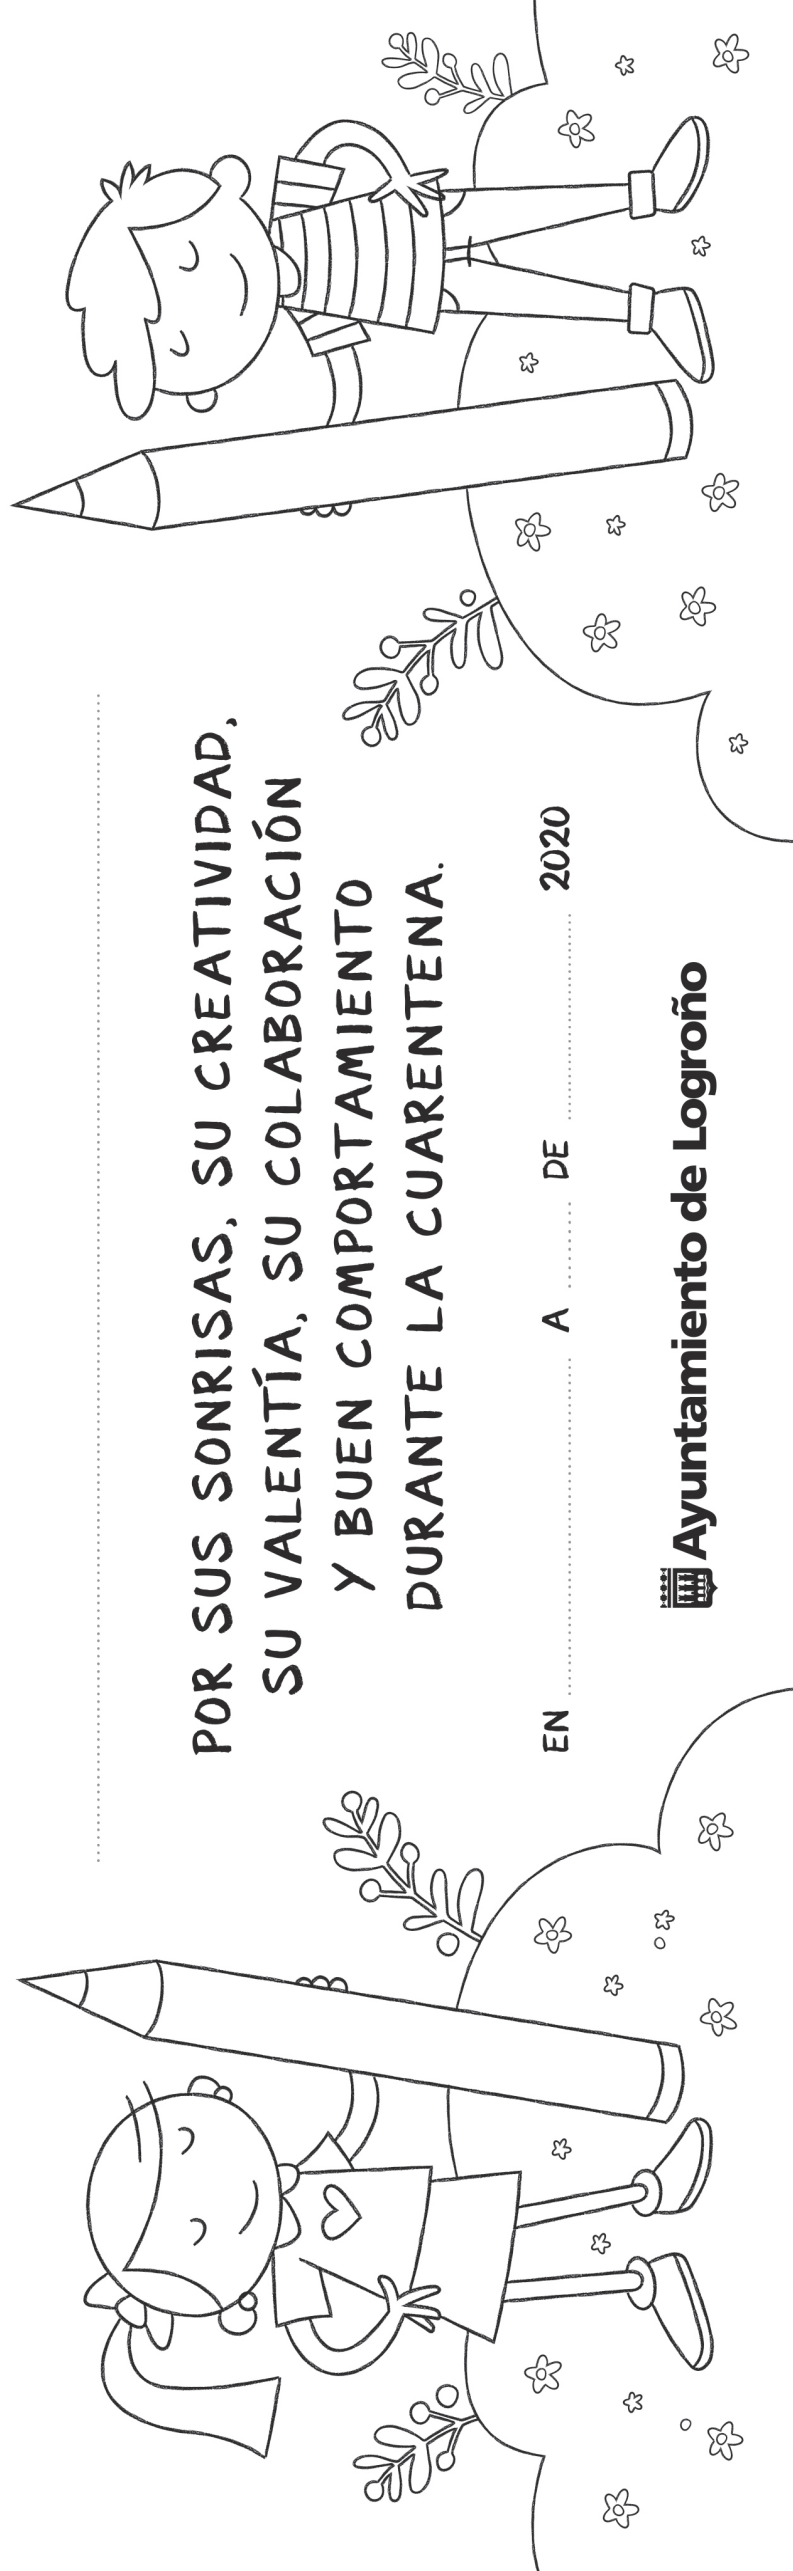 POR SUS SONRISAS, SU CREATIVIDAD,
SU VALENTÍA, SU COLABORACIÓN
Y BUEN COMPORTAMIENTO
DURANTE LA CUARENTENA.
EN A DE 2020
Ayuntamiento de Logroño